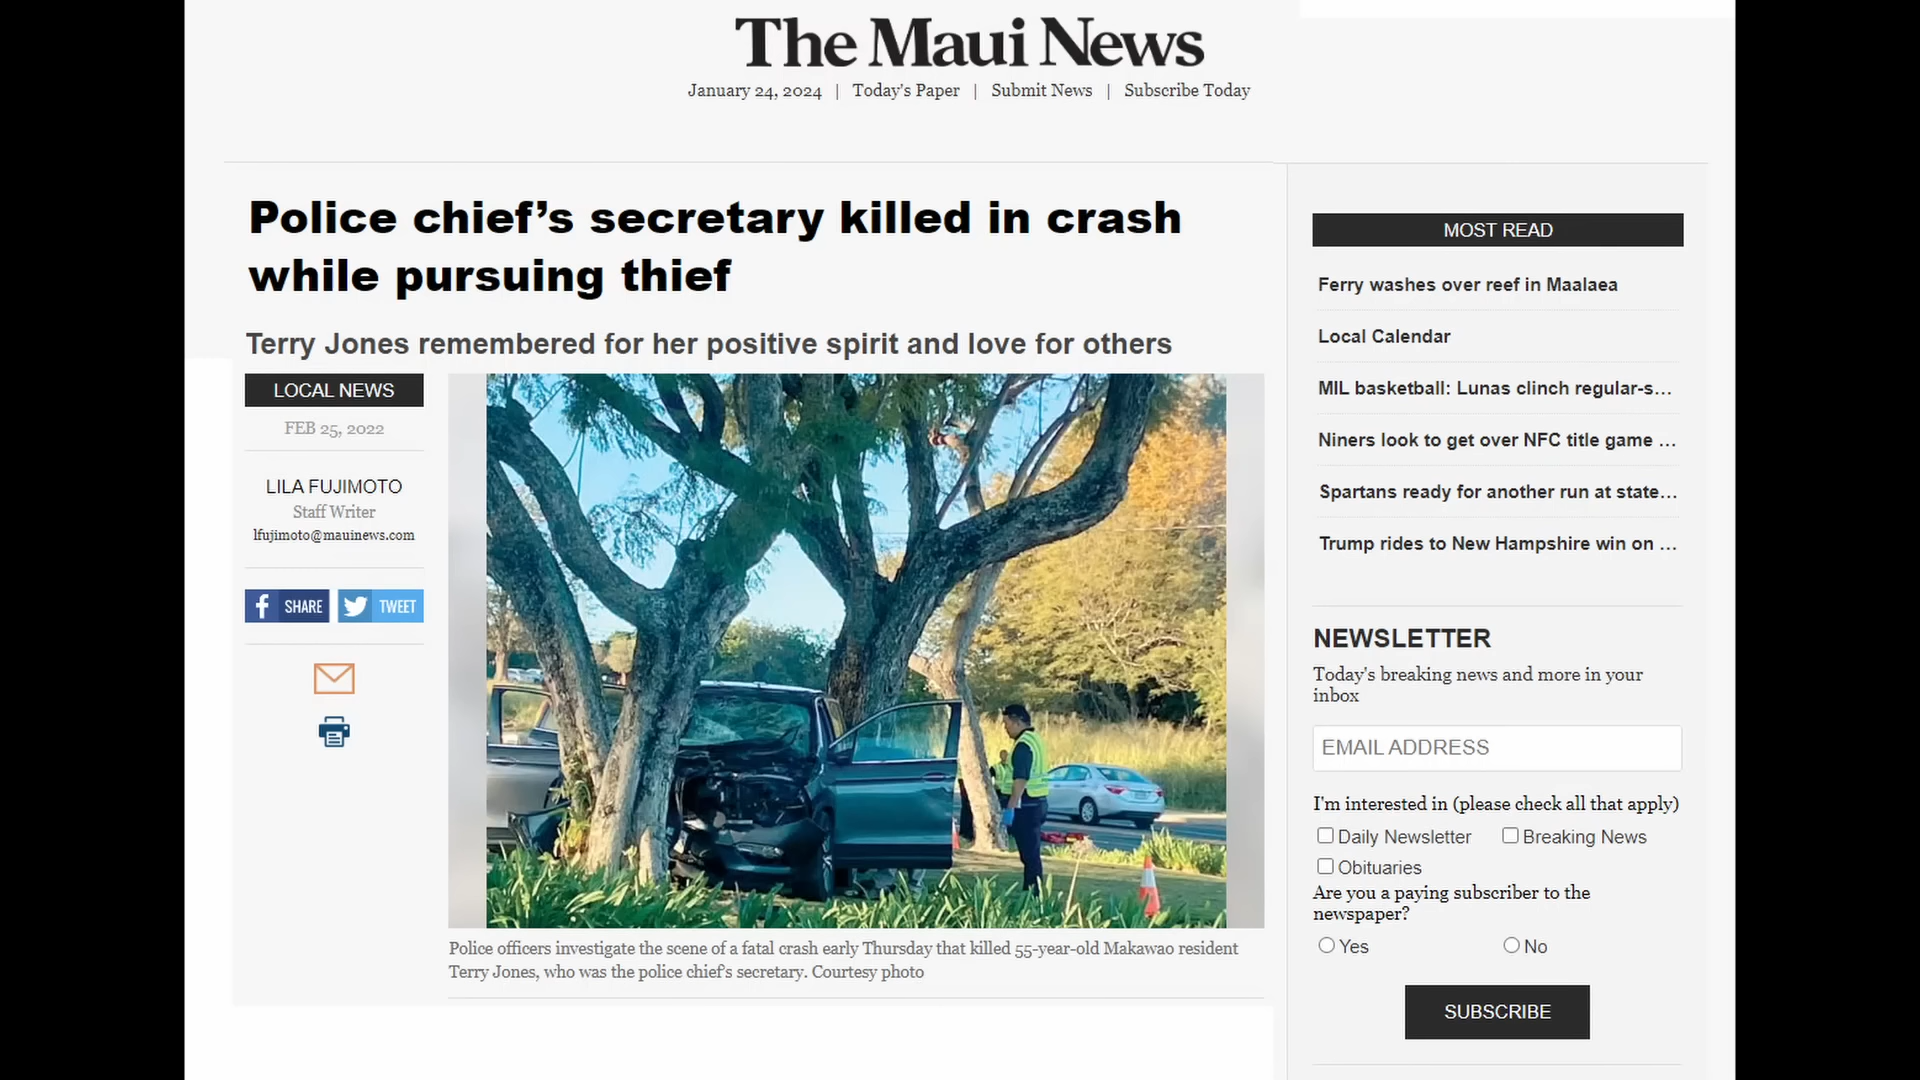 The Maui News
January 24, 2024 | Today's Paper | Submit News | Subscribe Today
Police chief’s secretary killed in crash
while pursuing thief
Terry Jones remembered for her positive spirit and love for others
LOCAL NEWS
FEB 25, 2022
LILA FUJIMOTO
Staff Writer
lfujimoto@mauinews.com
SHARE
TWEET
Police officers investigate the scene of a fatal crash early Thursday that killed 55-year-old Makawao resident
Terry Jones, who was the police chief's secretary. Courtesy photo
MOST READ
Ferry washes over reef in Maalaea
Local Calendar
MIL basketball: Lunas clinch regular-s...
Niners look to get over NFC title game ...
Spartans ready for another run at state...
Trump rides to New Hampshire win on ...
NEWSLETTER
Today's breaking news and more in your
inbox
EMAIL ADDRESS
I'm interested in (please check all that apply)
Daily Newsletter Breaking News
Obituaries
Are you a paying subscriber to the
newspaper?
Yes No
SUBSCRIBE